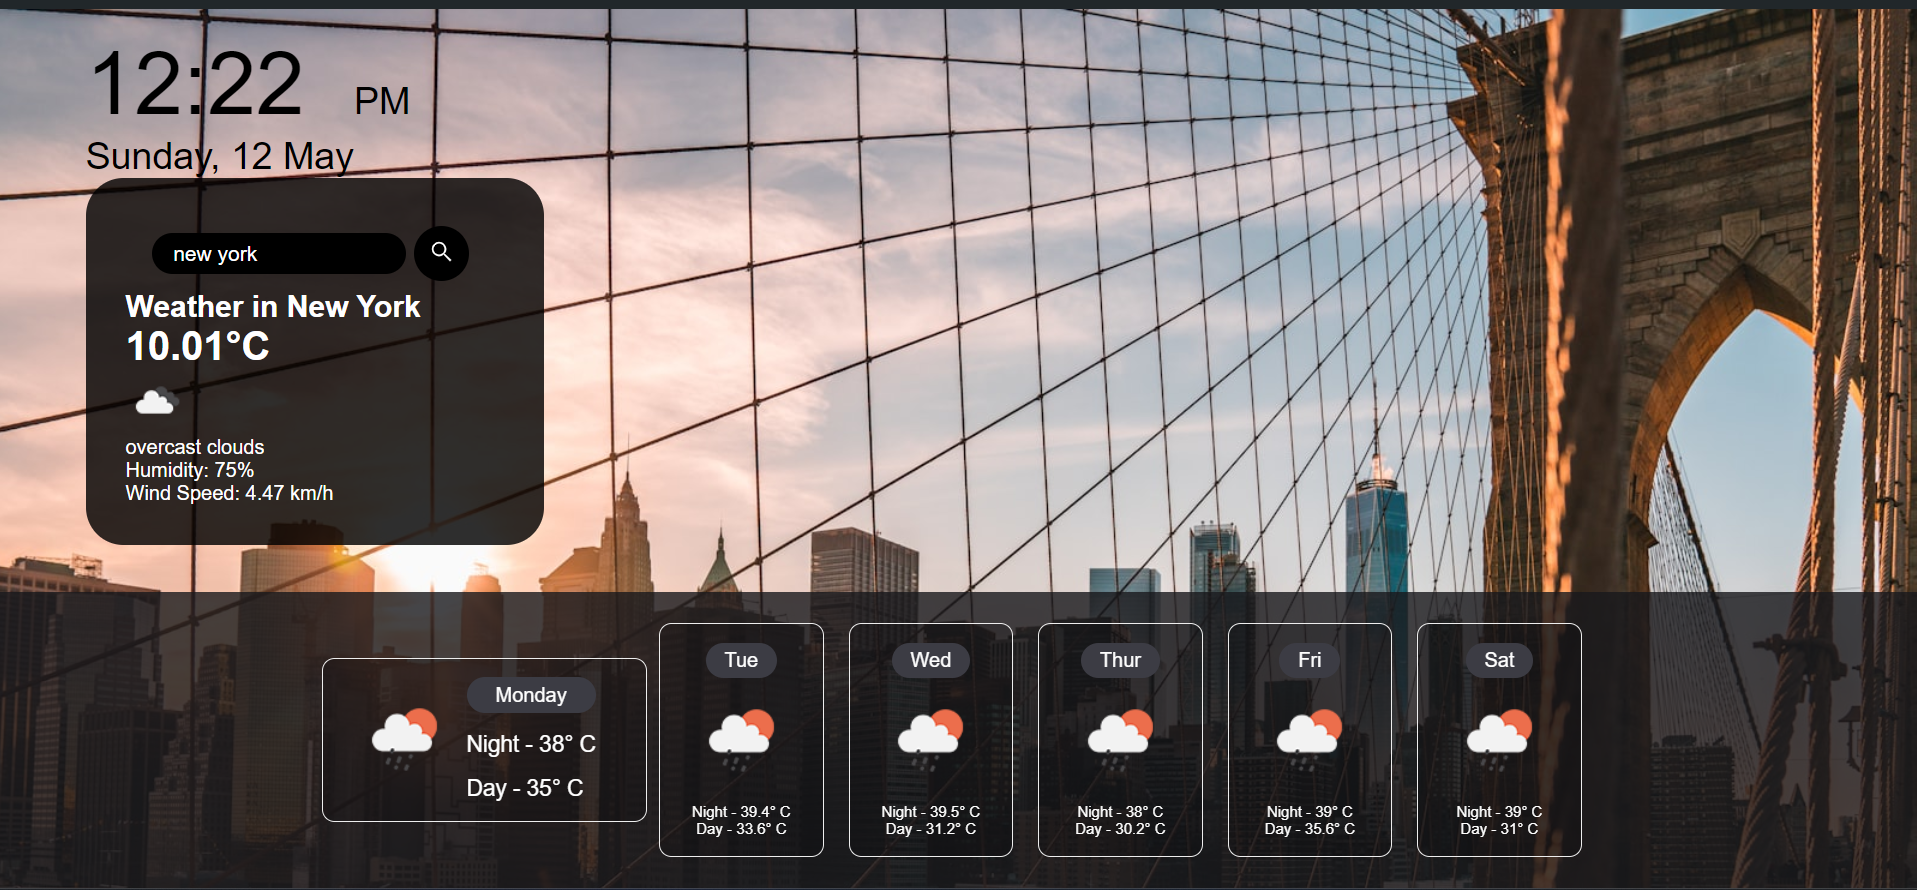 12:22 PM
Sunday, 12 May
new york
Weather in New York
10.01°C
overcast clouds
Humidity: 75%
Wind Speed: 4.47 km/h
Monday
Night - 38° C
Day - 35° C
Tue
Night - 39.4° C
Day - 33.6° C
Wed
Night - 39.5° C
Day - 31.2° C
Thur
Night - 38° C
Day - 30.2° C
Fri
Night - 39° C
Day - 35.6° C
Sat
Night - 39° C
Day - 31° C